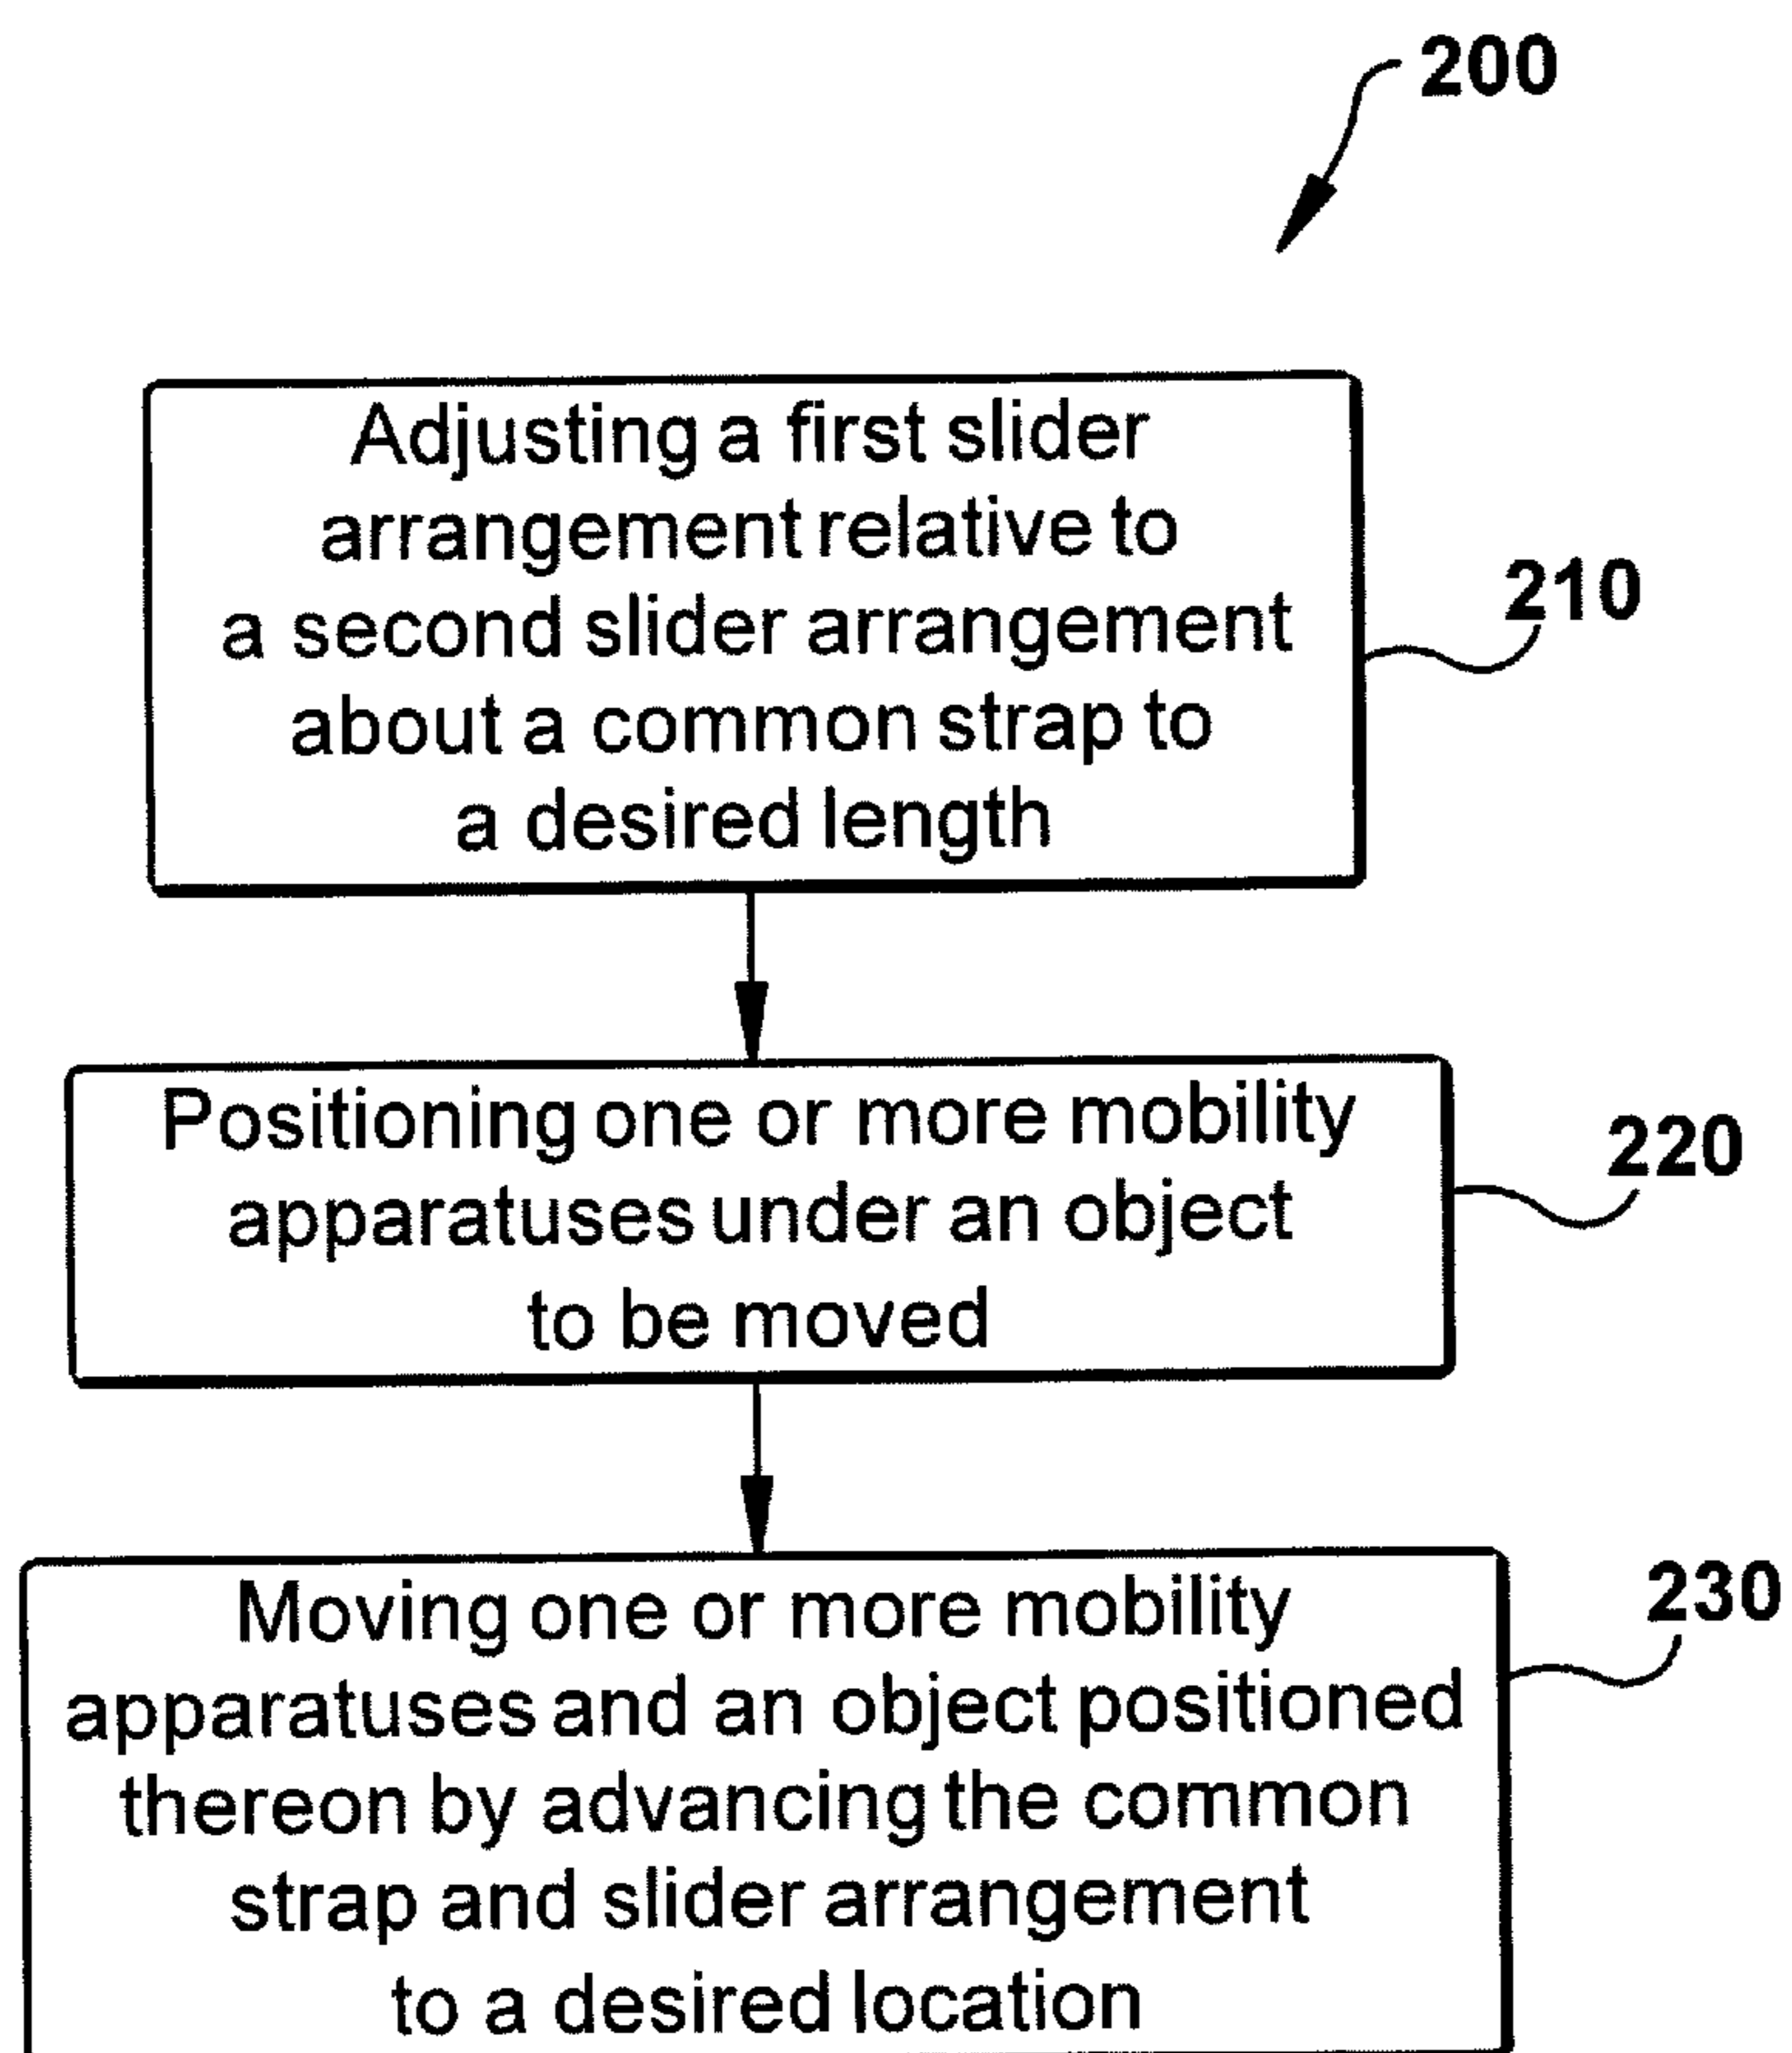 200
Adjusting a first slider
arrangement relative to
a second slider arrangement
about a common strap to
a desired length
210
Positioning one or more mobility
apparatuses under an object
to be moved
220
Moving one or more mobility
apparatuses and an object positioned
thereon by advancing the common
strap and slider arrangement
to a desired location
230